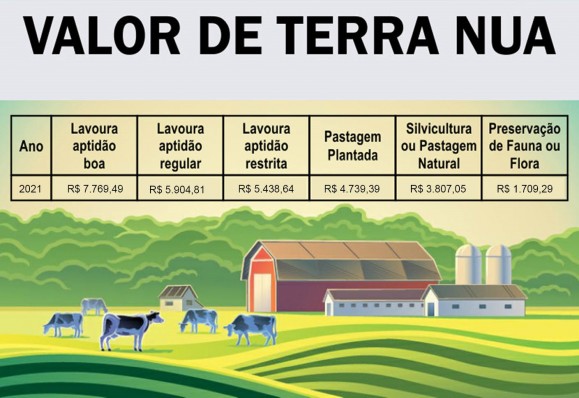 VALOR DE TERRA NUA
Ano
Lavoura
aptidão
boa
Lavoura
aptidão
regular
Lavoura
aptidão
restrita
Pastagem
Plantada
Silvicultura
ou Pastagem
Natural
Preservação
de Fauna ou
Flora
2021 R$ 7.769,49 R$ 5.904,81 R$ 5.438,64 R$ 4.739,39 R$ 3.807,05 R$ 1.709,29